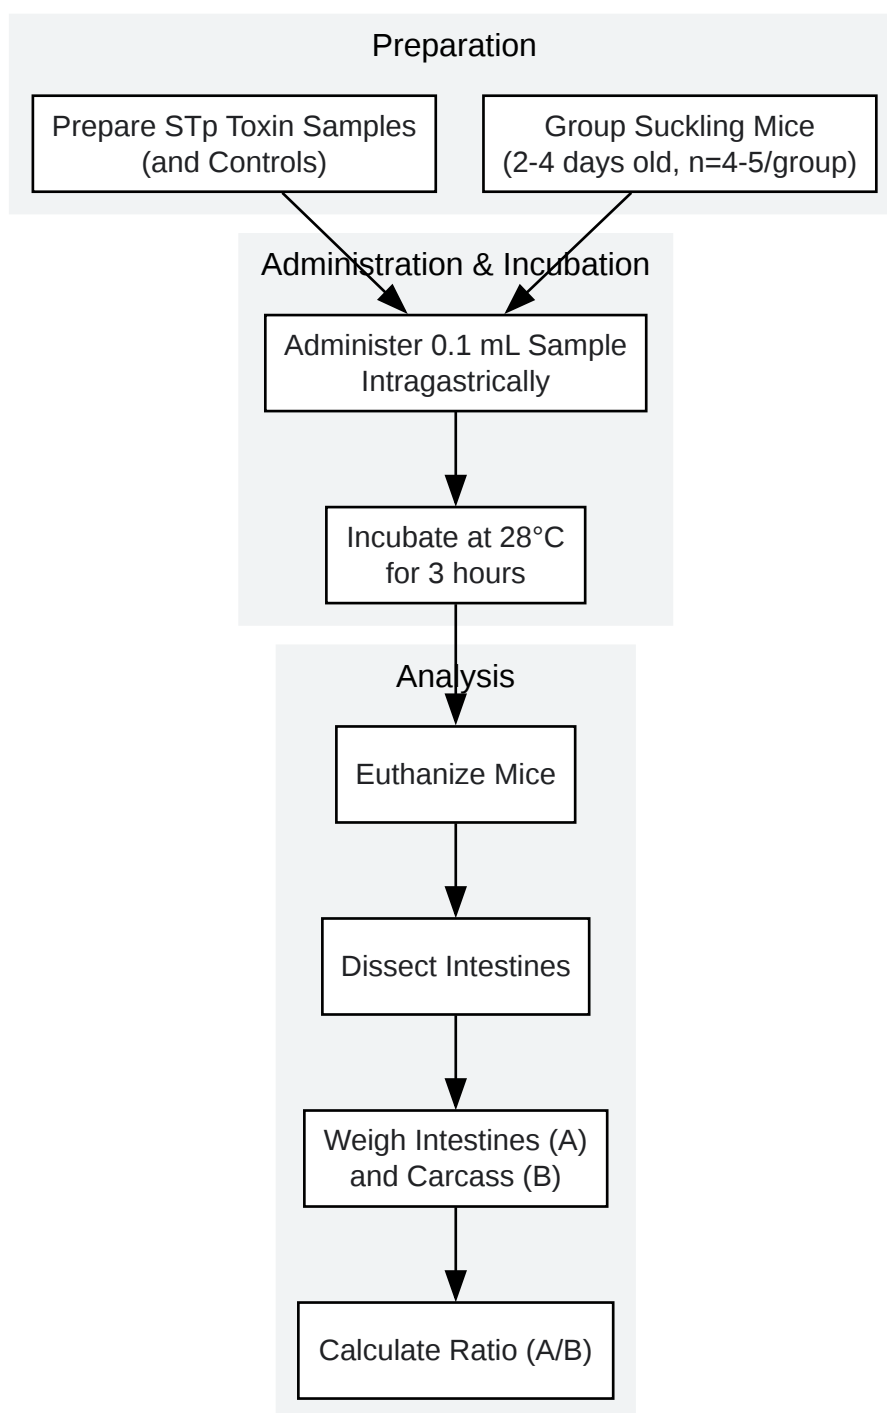 Preparation
Prepare STp Toxin Samples
(and Controls)
Group Suckling Mice
(2-4 days old, n=4-5/group)
Administration & Incubation
Administer 0.1 mL Sample
Intragastrically
Incubate at 28°C
for 3 hours
Analysis
Euthanize Mice
Dissect Intestines
Weigh Intestines (A)
and Carcass (B)
Calculate Ratio (A/B)